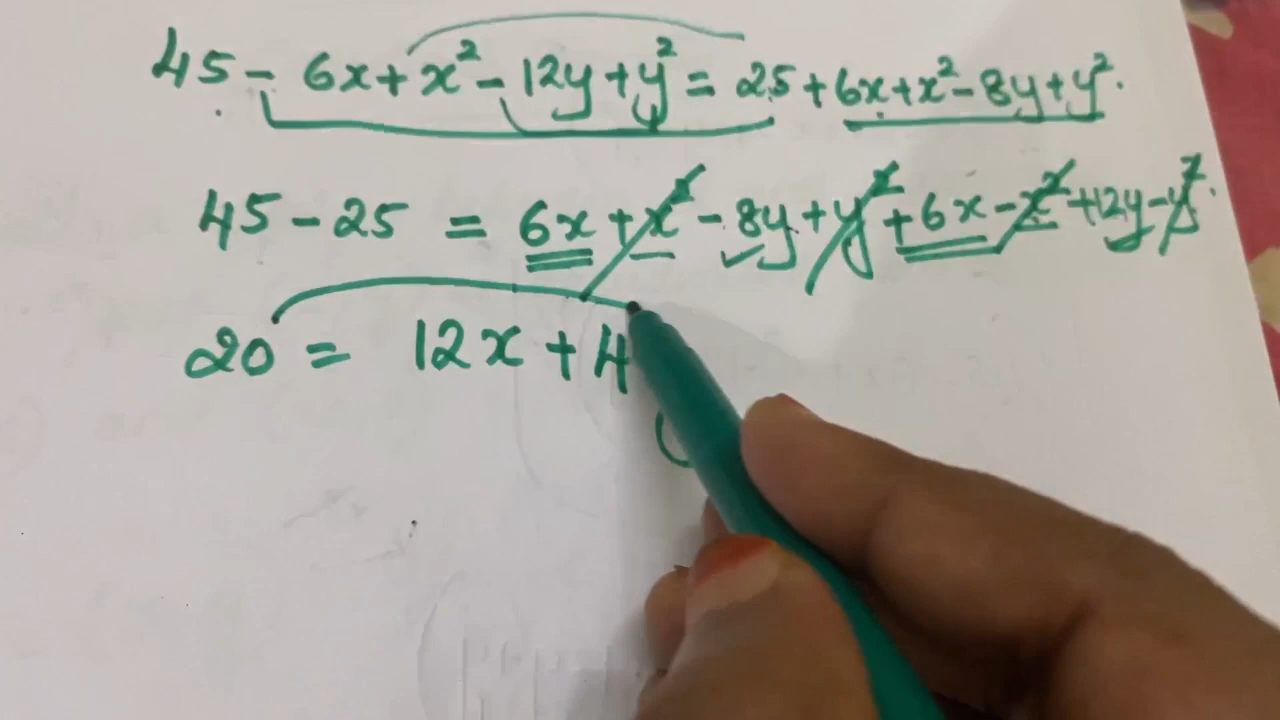 45 - 6x + x² - 12y + y² = 25 + 6x + x² - 8y + y².
45 - 25 = 6x + x² - 8y + y² + 6x - x² + 12y - y².
20 = 12x + 4